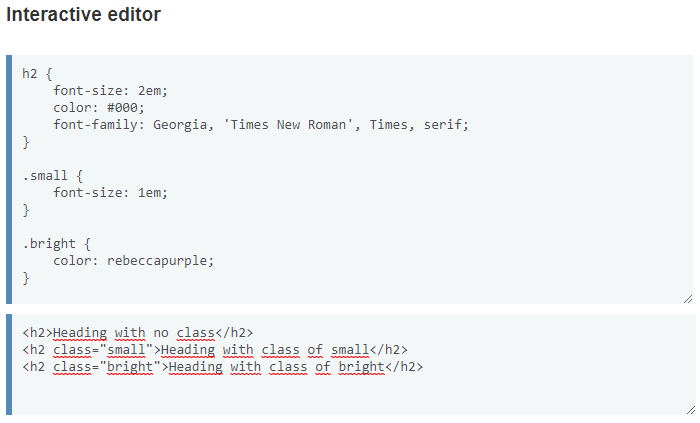 Interactive editor
h2 {
    font-size: 2em;
    color: #000;
    font-family: Georgia, 'Times New Roman', Times, serif;
}
.small {
    font-size: 1em;
}
.bright {
    color: rebeccapurple;
}
<h2>Heading with no class</h2>
<h2 class="small">Heading with class of small</h2>
<h2 class="bright">Heading with class of bright</h2>